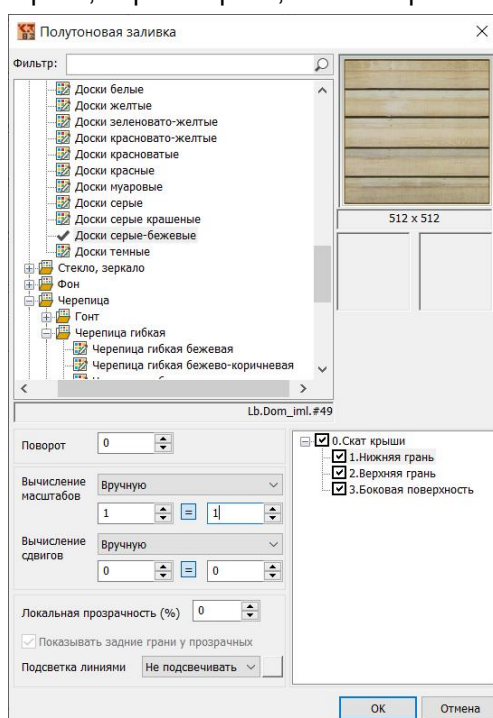 Полутоновая заливка
Фильтр:
Доски белые
Доски желтые
Доски зеленовато-желтые
Доски красновато-желтые
Доски красноватые
Доски красные
Доски муаровые
Доски серые
Доски серые крашеные
Доски серые-бежевые
Доски темные
Стекло, зеркало
Фон
Черепица
Гонт
Черепица гибкая
Черепица гибкая бежевая
Черепица гибкая бежево-коричневая
512 x 512
Lb.Dom_iml.#49
Поворот 0
Вычисление масштабов Вручную
1 = 1
Вычисление сдвигов Вручную
0 = 0
Локальная прозрачность (%) 0
Показывать задние грани у прозрачных
Подсветка линиями Не подсвечивать
0.Скат крыши
1.Нижняя грань
2.Верхняя грань
3.Боковая поверхность
ОК Отмена